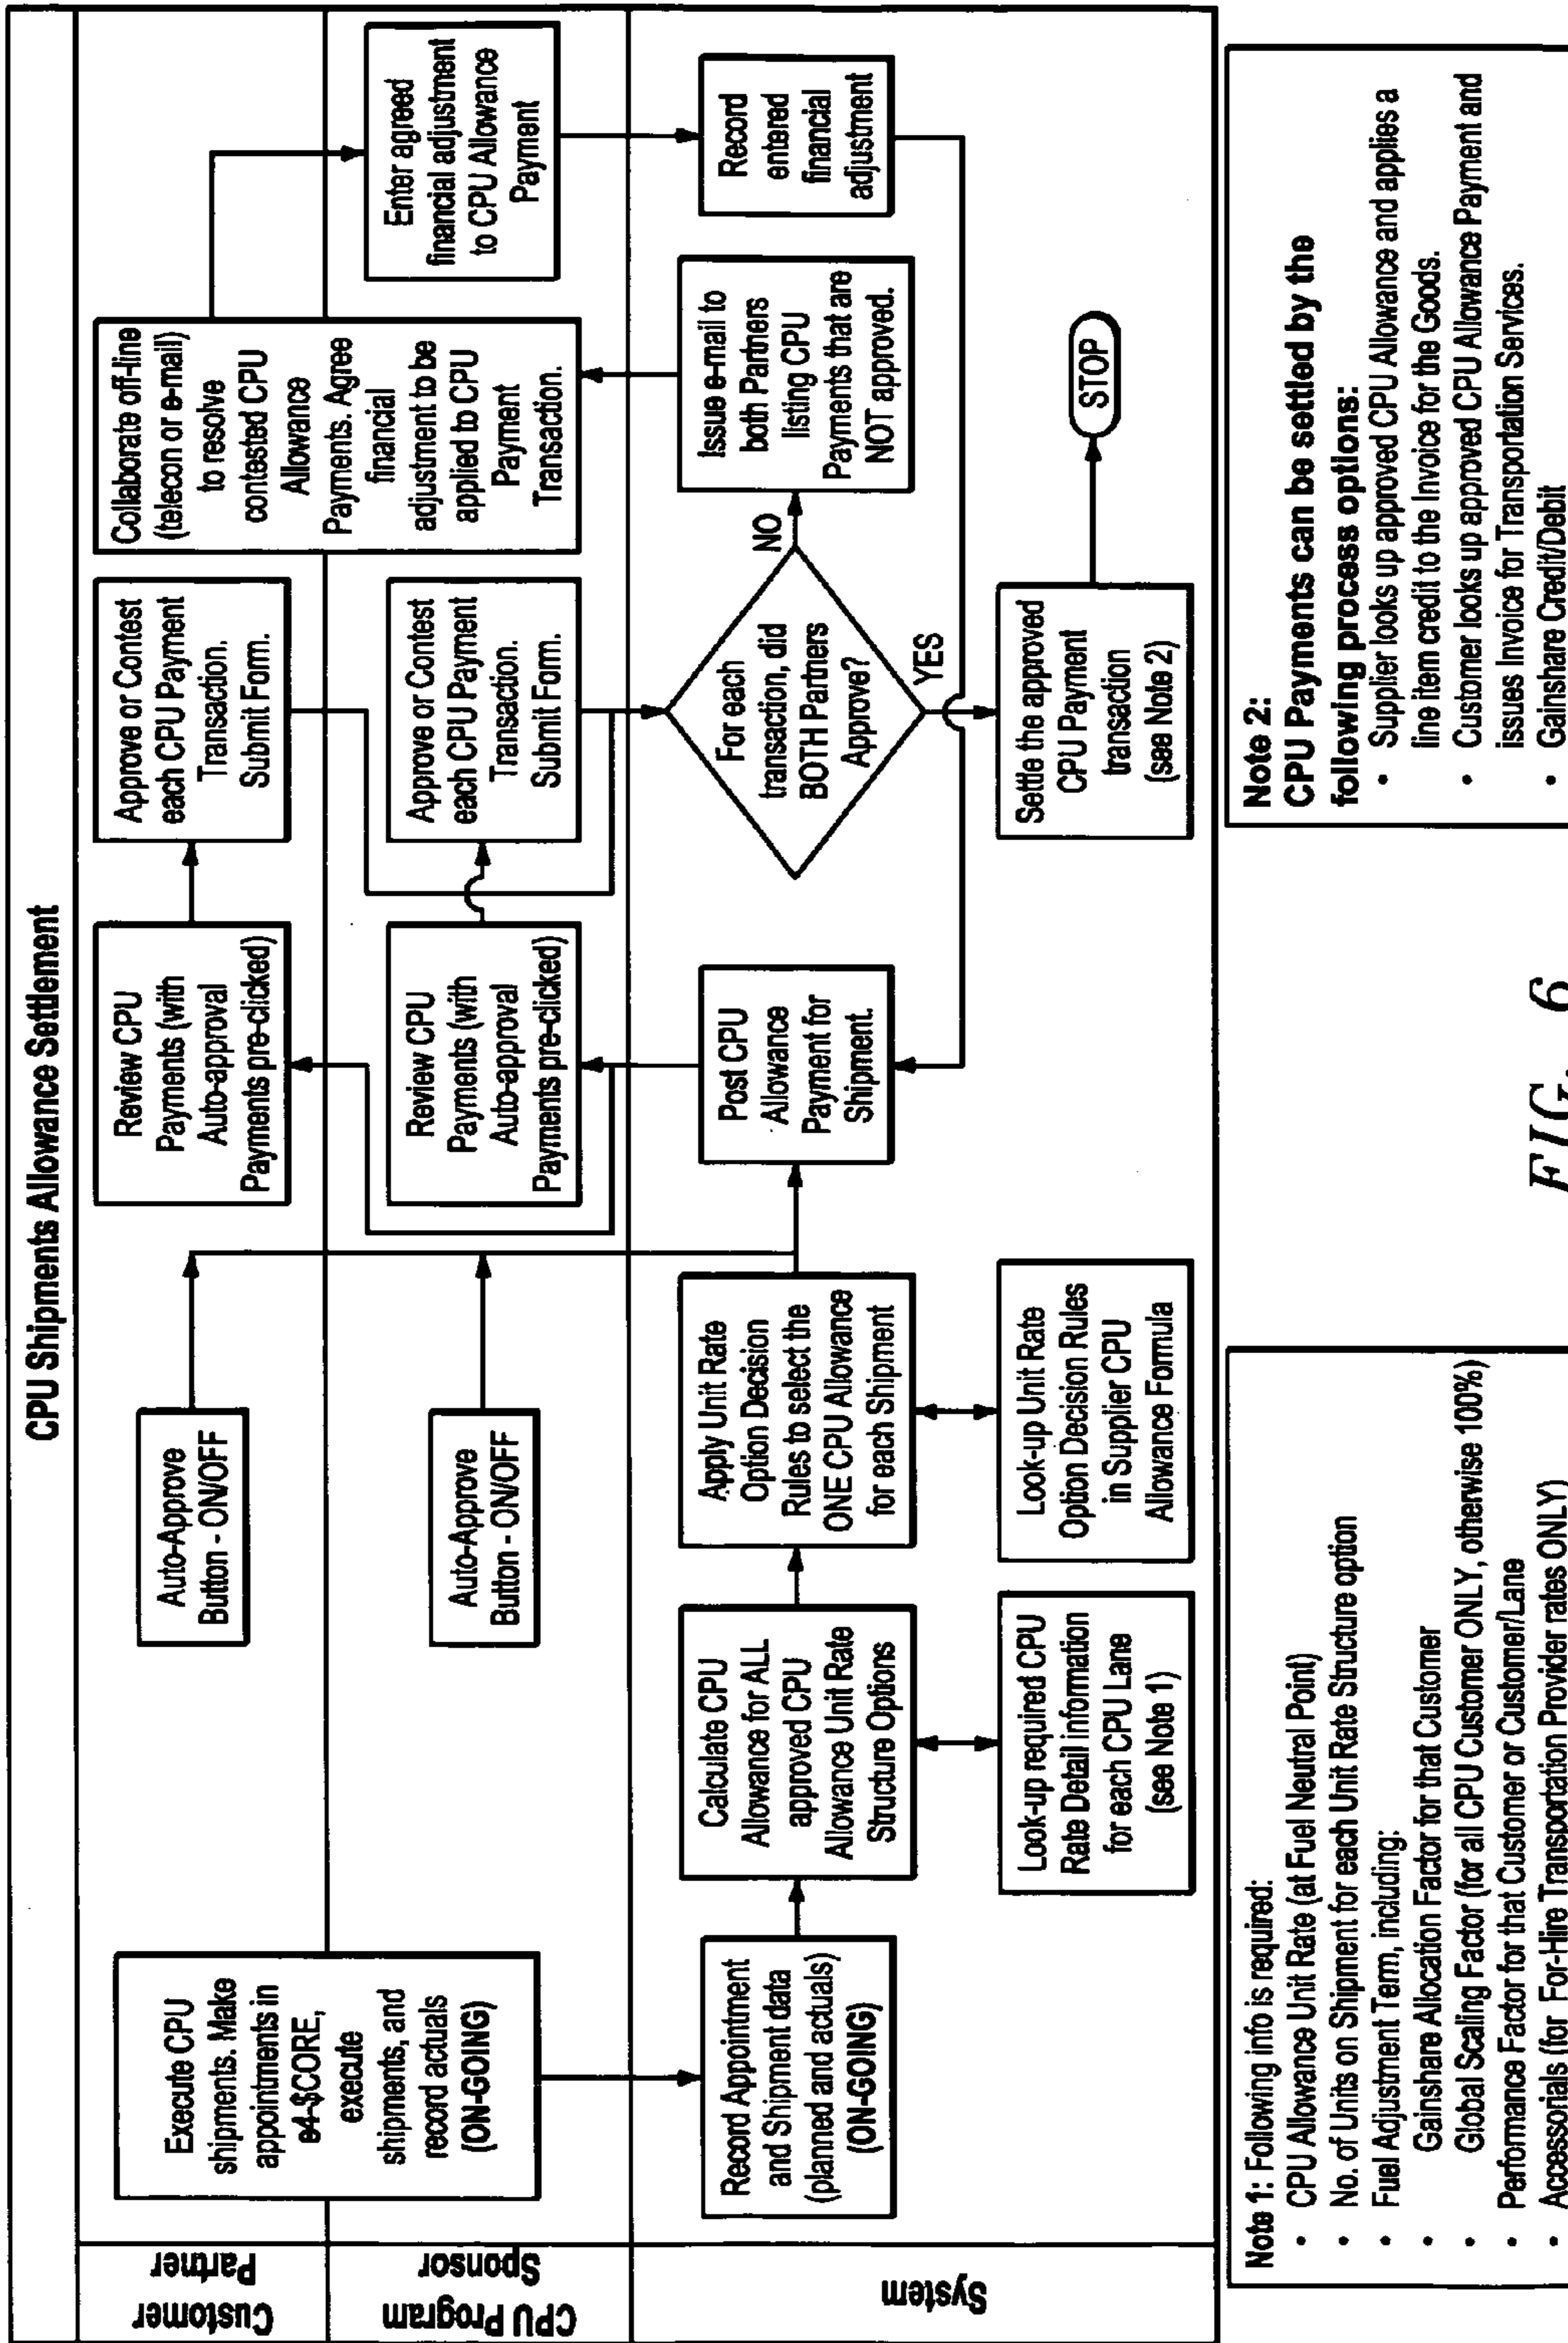 CPU Shipments Allowance Settlement
Customer
Partner
CPU Program
Sponsor
System
Execute CPU
shipments. Make
appointments in
e4-$CORE,
execute
shipments, and
record actuals
(ON-GOING)
Auto-Approve
Button - ON/OFF
Auto-Approve
Button - ON/OFF
Review CPU
Payments (with
Auto-approval
Payments pre-clicked)
Approve or Contest
each CPU Payment
Transaction.
Submit Form.
Review CPU
Payments (with
Auto-approval
Payments pre-clicked)
Approve or Contest
each CPU Payment
Transaction.
Submit Form.
Collaborate off-line
(telecon or e-mail)
to resolve
contested CPU
Allowance
Payments. Agree
financial
adjustment to be
applied to CPU
Payment
Transaction.
Enter agreed
financial adjustment
to CPU Allowance
Payment
Record Appointment
and Shipment data
(planned and actuals)
(ON-GOING)
Calculate CPU
Allowance for ALL
approved CPU
Allowance Unit Rate
Structure Options
Apply Unit Rate
Option Decision
Rules to select the
ONE CPU Allowance
for each Shipment
Post CPU
Allowance
Payment for
Shipment.
For each
transaction, did
BOTH Partners
Approve?
NO
YES
Issue e-mail to
both Partners
listing CPU
Payments that are
NOT approved.
Record
entered
financial
adjustment
Look-up required CPU
Rate Detail information
for each CPU Lane
(see Note 1)
Look-up Unit Rate
Option Decision Rules
in Supplier CPU
Allowance Formula
Settle the approved
CPU Payment
transaction
(see Note 2)
STOP
Note 1: Following info is required:
• CPU Allowance Unit Rate (at Fuel Neutral Point)
• No. of Units on Shipment for each Unit Rate Structure option
• Fuel Adjustment Term, including:
• Gainshare Allocation Factor for that Customer
• Global Scaling Factor (for all CPU Customer ONLY, otherwise 100%)
• Performance Factor for that Customer or Customer/Lane
• Accessorials (for For-Hire Transportation Provider rates ONLY)
Note 2:
CPU Payments can be settled by the
following process options:
• Supplier looks up approved CPU Allowance and applies a
line item credit to the Invoice for the Goods.
• Customer looks up approved CPU Allowance Payment and
issues Invoice for Transportation Services.
• Gainshare Credit/Debit
FIG. 6